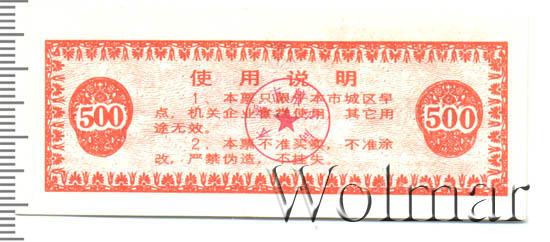 使用说明
1、本票只限于本市城区早
500 点，机关企业食堂使用，其它用 500
途无效。
2、本票不准买卖，不准涂
改，严禁伪造，不挂失
Wolmar